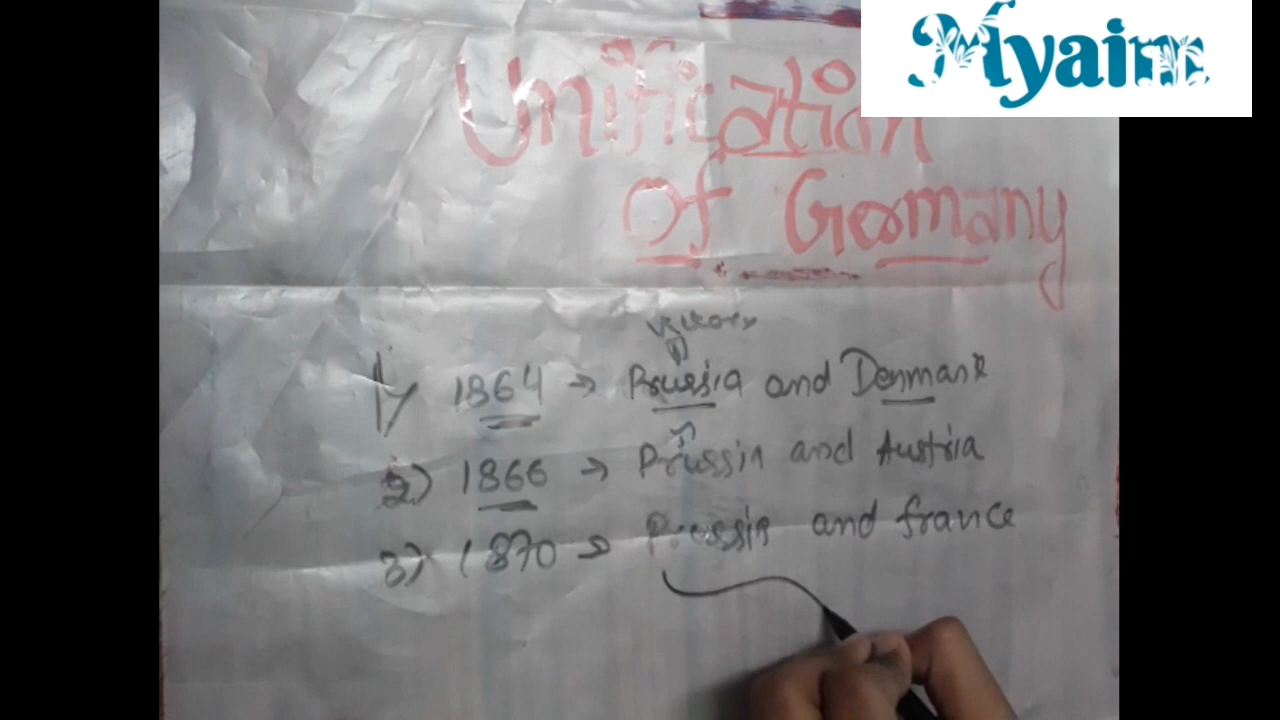 Myaim
Unification
Of Germany
1) 1864 → Prussia and Denmark
2) 1866 → Prussia and Austria
3) 1870 → Prussia and france